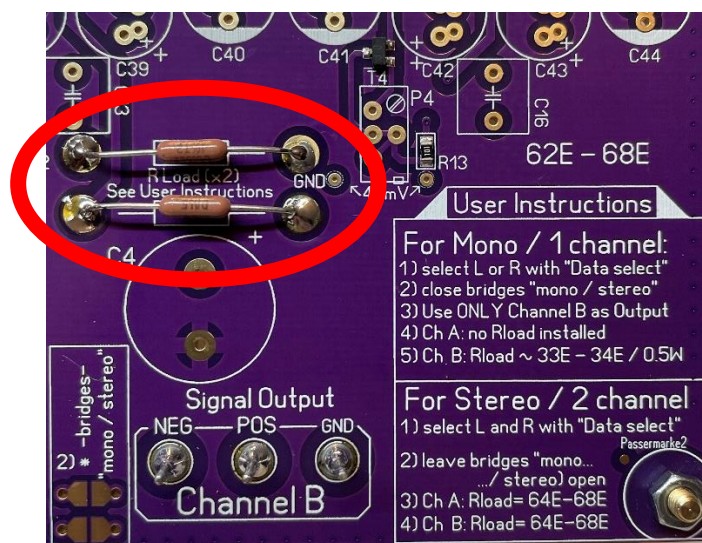 C39
C40
C41
C42
C43
C44
T4
P4
C16
R13
62E – 68E
R Load (x2)
See User Instructions
GND
User Instructions
For Mono / 1 channel:
1) select L or R with "Data select"
2) close bridges "mono / stereo"
3) Use ONLY Channel B as Output
4) Ch A: no Rload installed
5) Ch B: Rload ~ 33E – 34E / 0.5W
C4
+
Signal Output
NEG POS GND
Channel B
2) * -bridges-
"mono / stereo"
For Stereo / 2 channel
1) select L and R with "Data select"
Passermarke2
2) leave bridges "mono...
.../ stereo) open
3) Ch A: Rload= 64E-68E
4) Ch B: Rload= 64E-68E